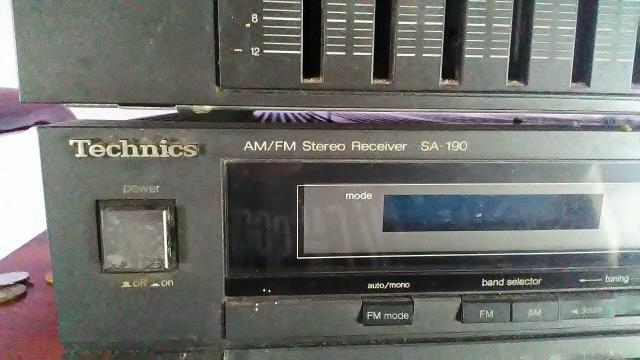 8
12
Technics
AM/FM Stereo Receiver SA-190
power
off on
mode
auto/mono
FM mode
band selector
FM
AM
tuning
down